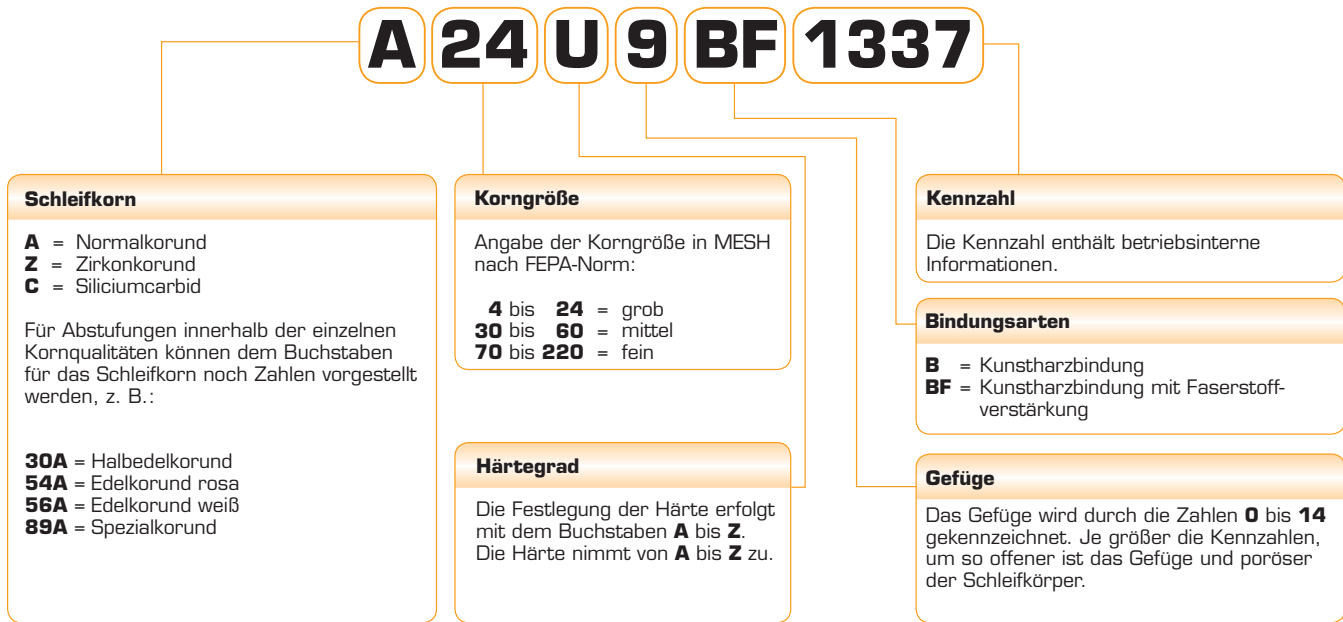 A 24 U 9 BF 1337
Schleifkorn
A = Normalkorund
Z = Zirkonkorund
C = Siliciumcarbid
Für Abstufungen innerhalb der einzelnen
Kornqualitäten können dem Buchstaben
für das Schleifkorn noch Zahlen vorgestellt
werden, z. B.:
30A = Halbedelkorund
54A = Edelkorund rosa
56A = Edelkorund weiß
89A = Spezialkorund
Korngröße
Angabe der Korngröße in MESH
nach FEPA-Norm:
4 bis 24 = grob
30 bis 60 = mittel
70 bis 220 = fein
Härtegrad
Die Festlegung der Härte erfolgt
mit dem Buchstaben A bis Z.
Die Härte nimmt von A bis Z zu.
Kennzahl
Die Kennzahl enthält betriebsinterne
Informationen.
Bindungsarten
B = Kunstharzbindung
BF = Kunstharzbindung mit Faserstoff-
verstärkung
Gefüge
Das Gefüge wird durch die Zahlen 0 bis 14
gekennzeichnet. Je größer die Kennzahlen,
um so offener ist das Gefüge und poröser
der Schleifkörper.